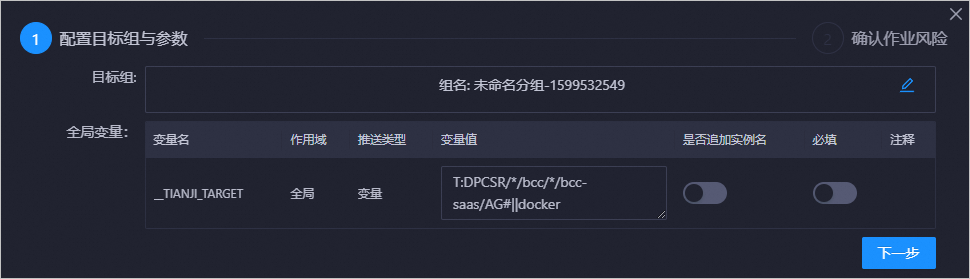 1 配置目标组与参数 2 确认作业风险
目标组: 组名: 未命名分组-1599532549
全局变量:
变量名 作用域 推送类型 变量值 是否追加实例名 必填 注释
__TIANJI_TARGET 全局 变量 T:DPCSR/*/bcc/*/bcc-
saas/AG#||docker
下一步